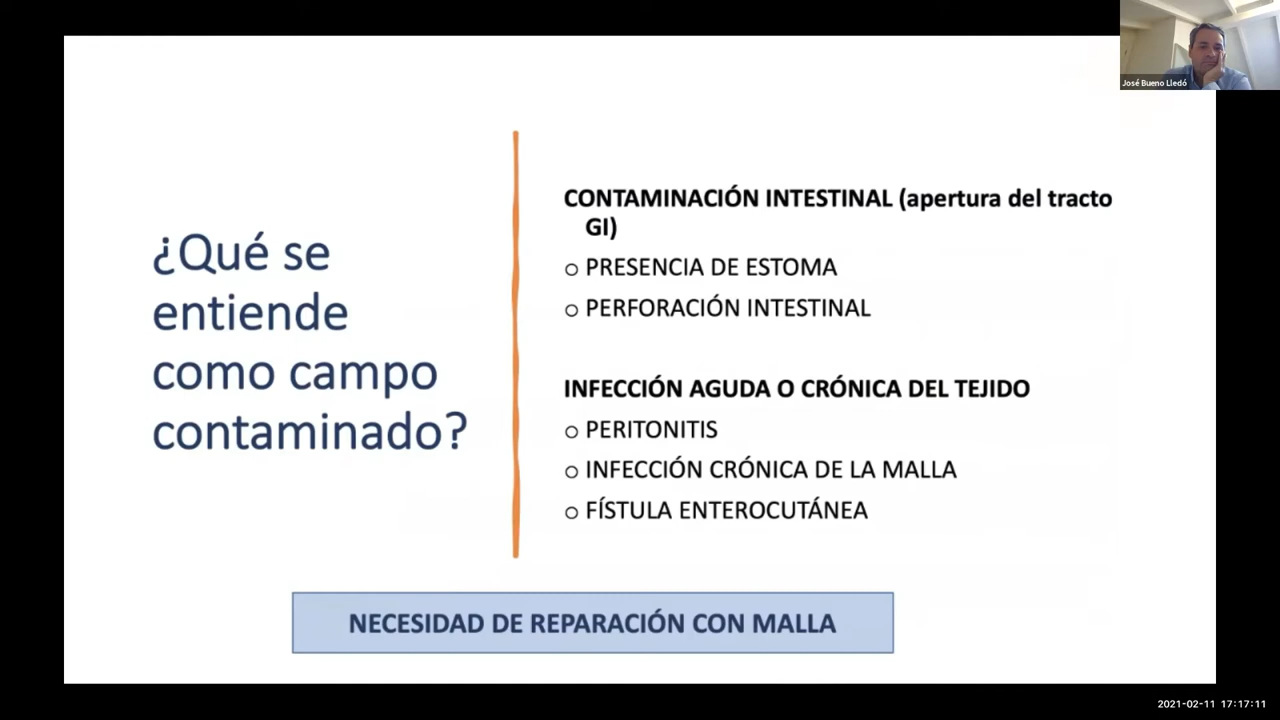 José Bueno Lledó
¿Qué se
entiende
como campo
contaminado?
CONTAMINACIÓN INTESTINAL (apertura del tracto
GI)
o PRESENCIA DE ESTOMA
o PERFORACIÓN INTESTINAL
INFECCIÓN AGUDA O CRÓNICA DEL TEJIDO
o PERITONITIS
o INFECCIÓN CRÓNICA DE LA MALLA
o FÍSTULA ENTEROCUTÁNEA
NECESIDAD DE REPARACIÓN CON MALLA
2021-02-11 17:17:11